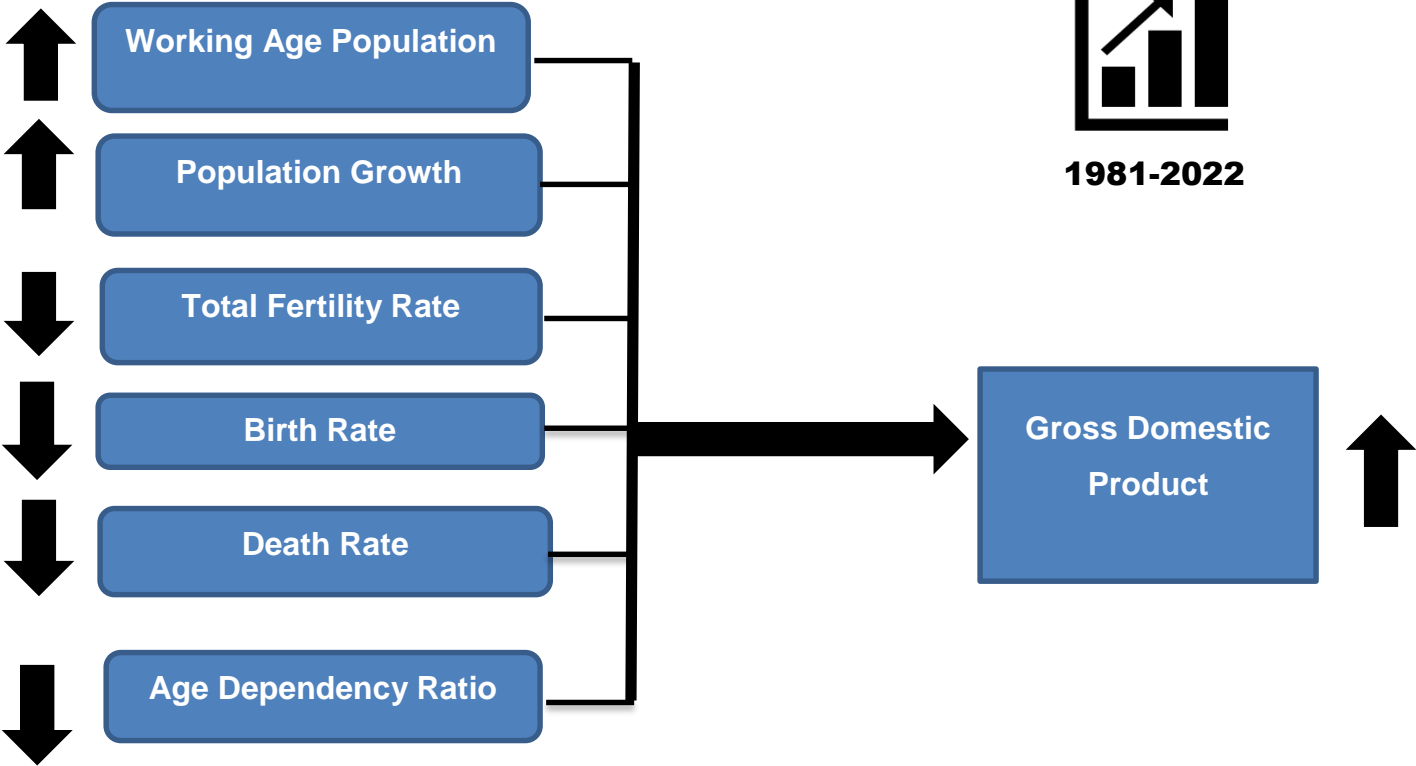 Working Age Population
Population Growth
Total Fertility Rate
Birth Rate
Death Rate
Age Dependency Ratio
1981-2022
Gross Domestic
Product